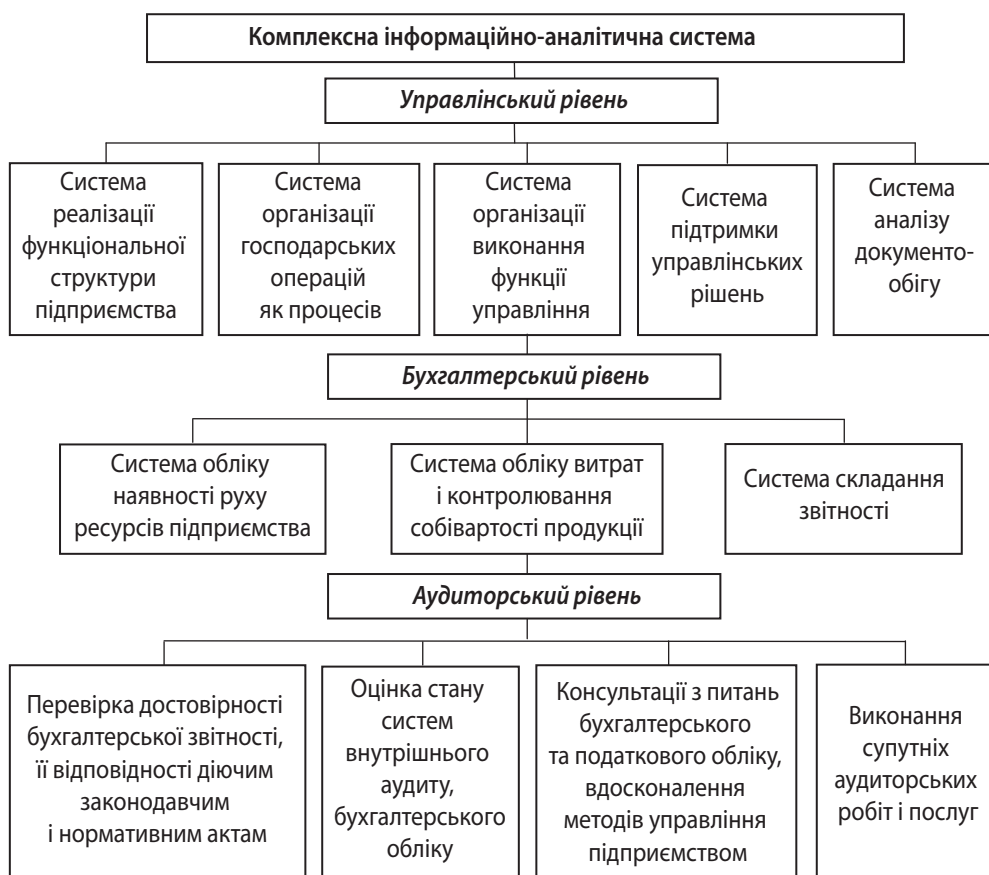 Комплексна інформаційно-аналітична система
Управлінський рівень
Система
реалізації
функціональної
структури
підприємства
Система
організації
господарських
операцій
як процесів
Система
організації
виконання
функції
управління
Система
підтримки
управлінських
рішень
Система
аналізу
документо-
обігу
Бухгалтерський рівень
Система обліку
наявності руху
ресурсів підприємства
Система обліку витрат
і контролювання
собівартості продукції
Система складання
звітності
Аудиторський рівень
Перевірка достовірності
бухгалтерської звітності,
її відповідності діючим
законодавчим
і нормативним актам
Оцінка стану
систем
внутрішнього
аудиту,
бухгалтерського
обліку
Консультації з питань
бухгалтерського
та податкового обліку,
вдосконалення
методів управління
підприємством
Виконання
супутніх
аудиторських
робіт і послуг